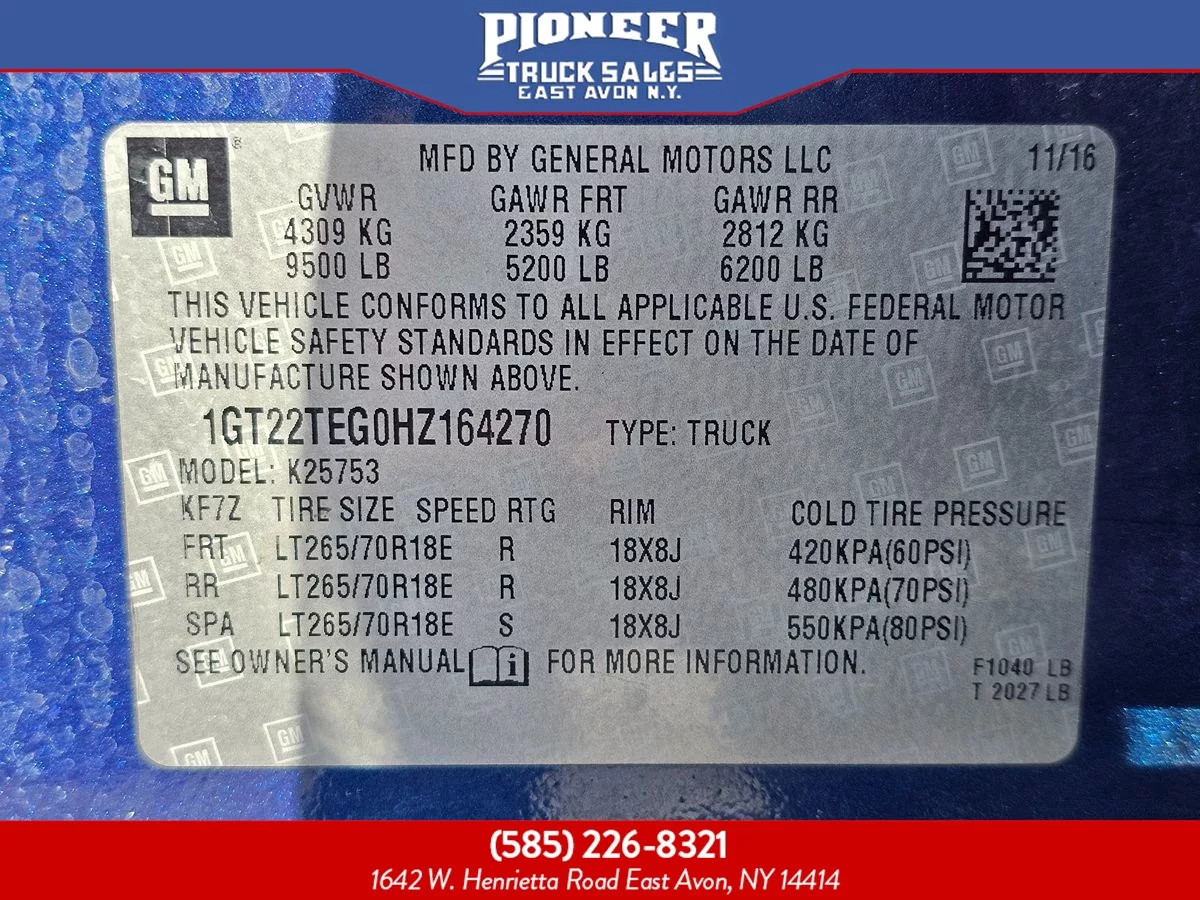 PIONEER
TRUCK SALES
EAST AVON N.Y.
GM ® MFD BY GENERAL MOTORS LLC 11/16
GVWR GAWR FRT GAWR RR
4309 KG 2359 KG 2812 KG
9500 LB 5200 LB 6200 LB
THIS VEHICLE CONFORMS TO ALL APPLICABLE U.S. FEDERAL MOTOR
VEHICLE SAFETY STANDARDS IN EFFECT ON THE DATE OF
MANUFACTURE SHOWN ABOVE.
1GT22TEG0HZ164270 TYPE: TRUCK
MODEL: K25753
KF7Z TIRE SIZE SPEED RTG RIM COLD TIRE PRESSURE
FRT LT265/70R18E R 18X8J 420KPA(60PSI)
RR LT265/70R18E R 18X8J 480KPA(70PSI)
SPA LT265/70R18E S 18X8J 550KPA(80PSI)
SEE OWNER'S MANUAL i FOR MORE INFORMATION.
F1040 LB
T 2027 LB
(585) 226-8321
1642 W. Henrietta Road East Avon, NY 14414